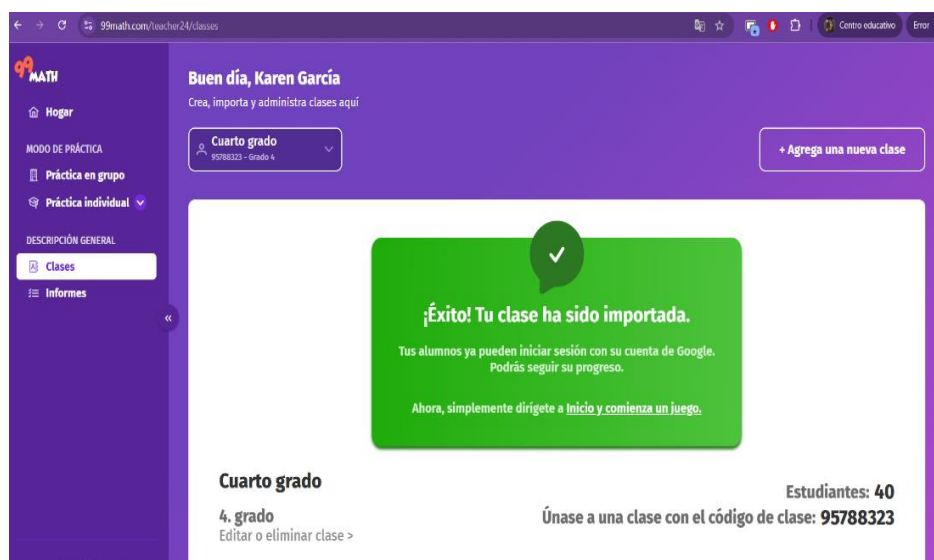 99math.com/teacher24/classes
Centro educativo
Error
99
MATH
Hogar
MODO DE PRÁCTICA
Práctica en grupo
Práctica individual
DESCRIPCIÓN GENERAL
Clases
Informes
Buen día, Karen García
Crea, importa y administra clases aquí
Cuarto grado
95788323 - Grado 4
+ Agrega una nueva clase
¡Éxito! Tu clase ha sido importada.
Tus alumnos ya pueden iniciar sesión con su cuenta de Google.
Podrás seguir su progreso.
Ahora, simplemente dirígete a Inicio y comienza un juego.
Cuarto grado
4. grado
Editar o eliminar clase >
Estudiantes: 40
Únase a una clase con el código de clase: 95788323